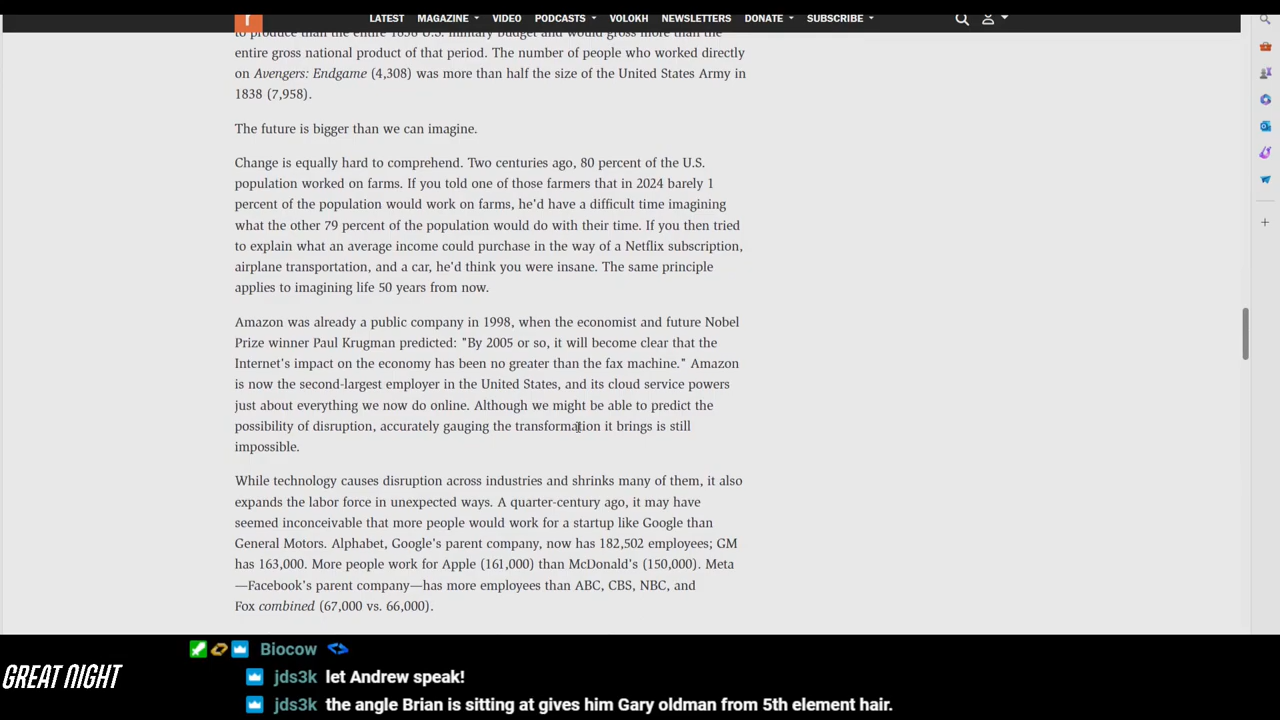 LATEST MAGAZINE VIDEO PODCASTS VOLOKH NEWSLETTERS DONATE SUBSCRIBE
to produce than the entire 1838 U.S. military budget and would gross more than the
entire gross national product of that period. The number of people who worked directly
on Avengers: Endgame (4,308) was more than half the size of the United States Army in
1838 (7,958).
The future is bigger than we can imagine.
Change is equally hard to comprehend. Two centuries ago, 80 percent of the U.S.
population worked on farms. If you told one of those farmers that in 2024 barely 1
percent of the population would work on farms, he'd have a difficult time imagining
what the other 79 percent of the population would do with their time. If you then tried
to explain what an average income could purchase in the way of a Netflix subscription,
airplane transportation, and a car, he'd think you were insane. The same principle
applies to imagining life 50 years from now.
Amazon was already a public company in 1998, when the economist and future Nobel
Prize winner Paul Krugman predicted: "By 2005 or so, it will become clear that the
Internet's impact on the economy has been no greater than the fax machine." Amazon
is now the second-largest employer in the United States, and its cloud service powers
just about everything we now do online. Although we might be able to predict the
possibility of disruption, accurately gauging the transformation it brings is still
impossible.
While technology causes disruption across industries and shrinks many of them, it also
expands the labor force in unexpected ways. A quarter-century ago, it may have
seemed inconceivable that more people would work for a startup like Google than
General Motors. Alphabet, Google's parent company, now has 182,502 employees; GM
has 163,000. More people work for Apple (161,000) than McDonald's (150,000). Meta
—Facebook's parent company—has more employees than ABC, CBS, NBC, and
Fox combined (67,000 vs. 66,000).
Biocow
GREAT NIGHT
jds3k let Andrew speak!
jds3k the angle Brian is sitting at gives him Gary oldman from 5th element hair.